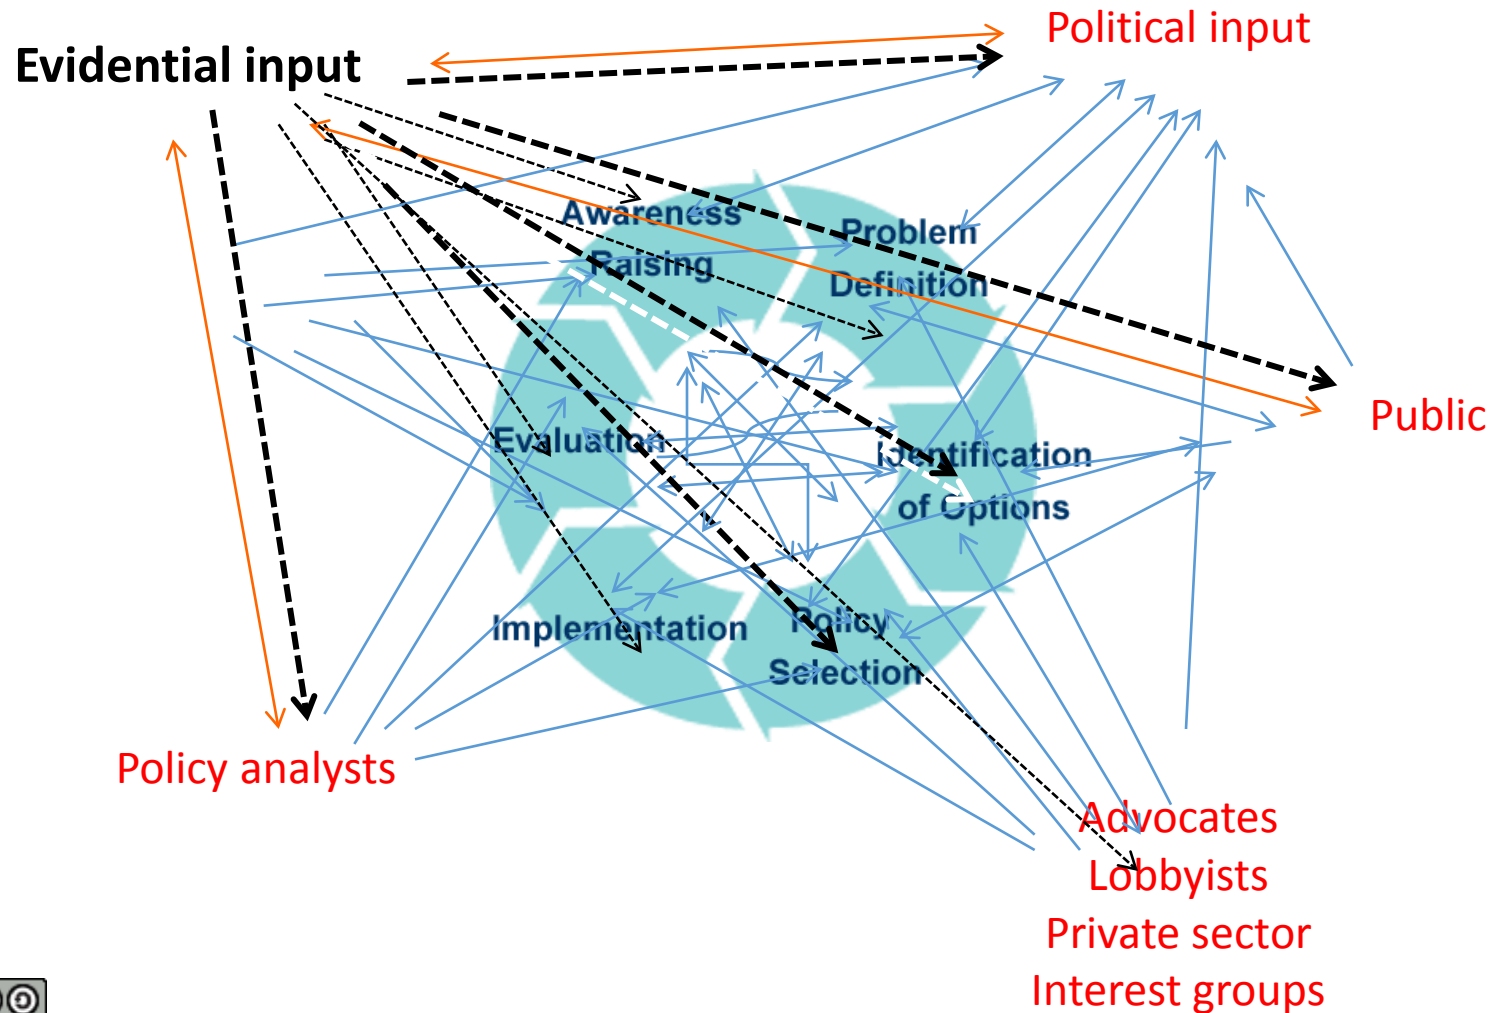 Political input
Evidential input
Awareness
Raising
Problem
Definition
Public
Evaluation
Identification
of Options
Implementation
Policy
Selection
Policy analysts
Advocates
Lobbyists
Private sector
Interest groups